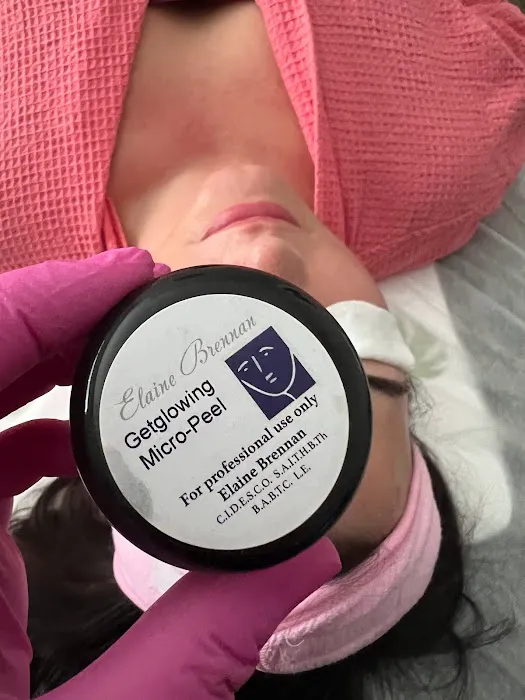 Elaine Brennan
Getglowing
Micro-Peel
For professional use only
Elaine Brennan
C.I.D.E.S.C.O. S.A.I.T.H.B.Th
B.A.B.T.C. L.E.